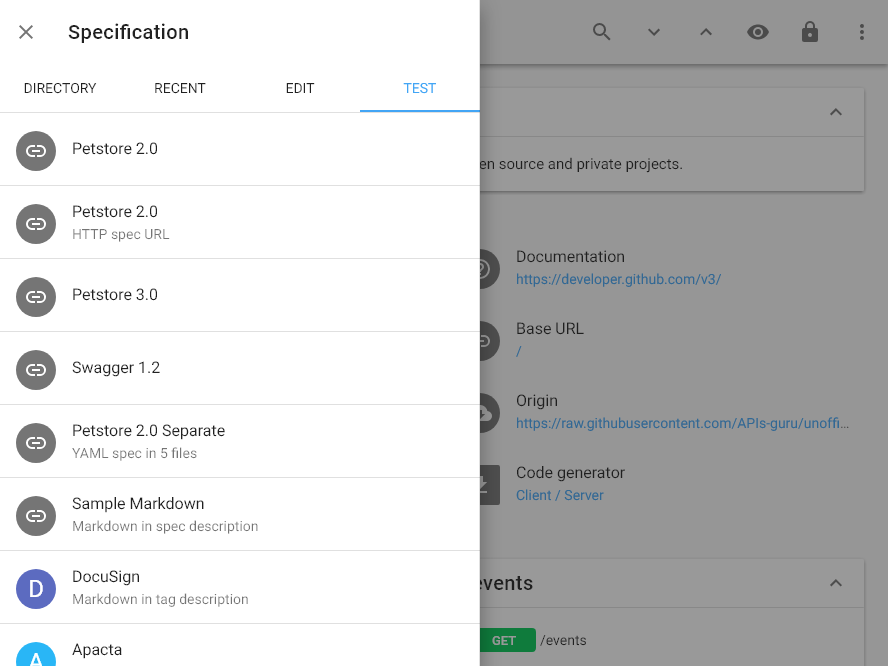 Specification
DIRECTORY
RECENT
EDIT
TEST
Petstore 2.0
Petstore 2.0
HTTP spec URL
Petstore 3.0
Swagger 1.2
Petstore 2.0 Separate
YAML spec in 5 files
Sample Markdown
Markdown in spec description
D
DocuSign
Markdown in tag description
A
Apacta
en source and private projects.
Documentation
https://developer.github.com/v3/
Base URL
/
Origin
https://raw.githubusercontent.com/APIs-guru/unoffi...
Code generator
Client / Server
events
GET
/events